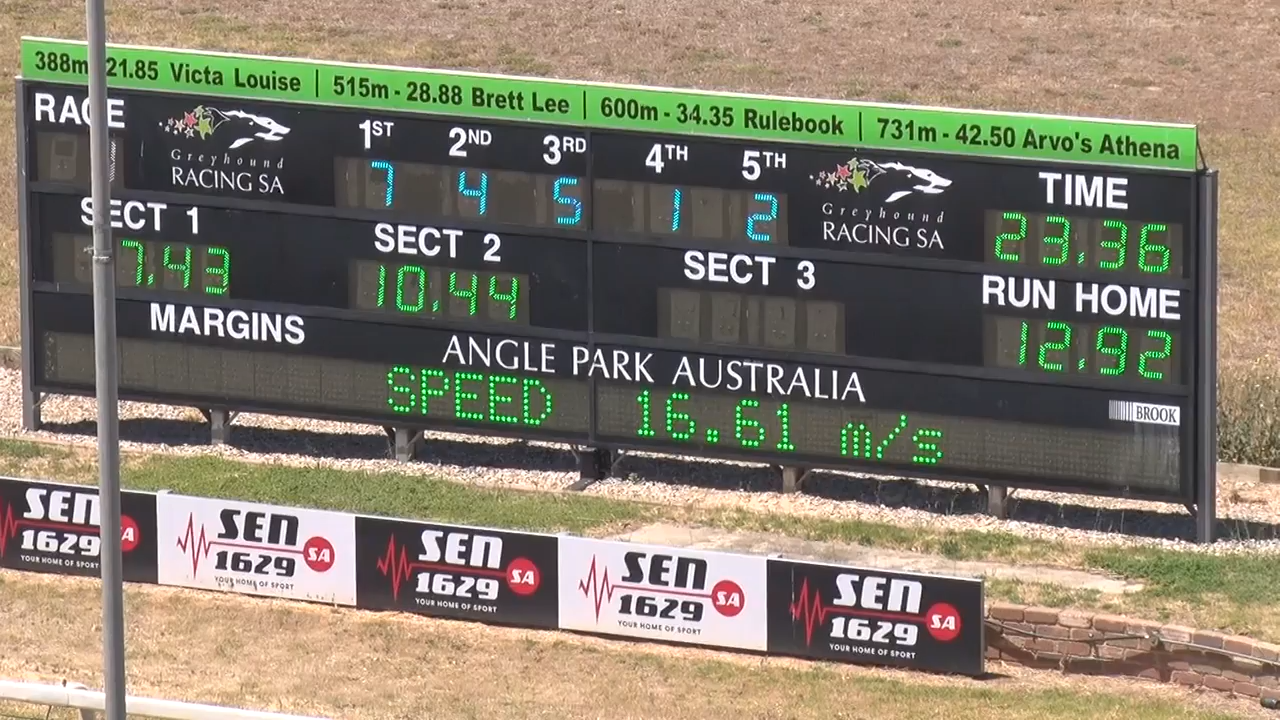 388m 21.85 Victa Louise | 515m - 28.88 Brett Lee | 600m - 34.35 Rulebook | 731m - 42.50 Arvo's Athena
RACE
Greyhound
RACING SA
1ST 2ND 3RD 4TH 5TH
7 4 5 1 2
Greyhound
RACING SA
TIME
23.36
SECT 1
7.43
SECT 2
10.44
SECT 3
RUN HOME
12.92
MARGINS
ANGLE PARK AUSTRALIA
SPEED 16.61 m/s
BROOK
SEN
1629
SA
YOUR HOME OF SPORT
SEN
1629
SA
YOUR HOME OF SPORT
SEN
1629
SA
YOUR HOME OF SPORT
SEN
1629
SA
YOUR HOME OF SPORT
SEN
1629
SA
YOUR HOME OF SPORT